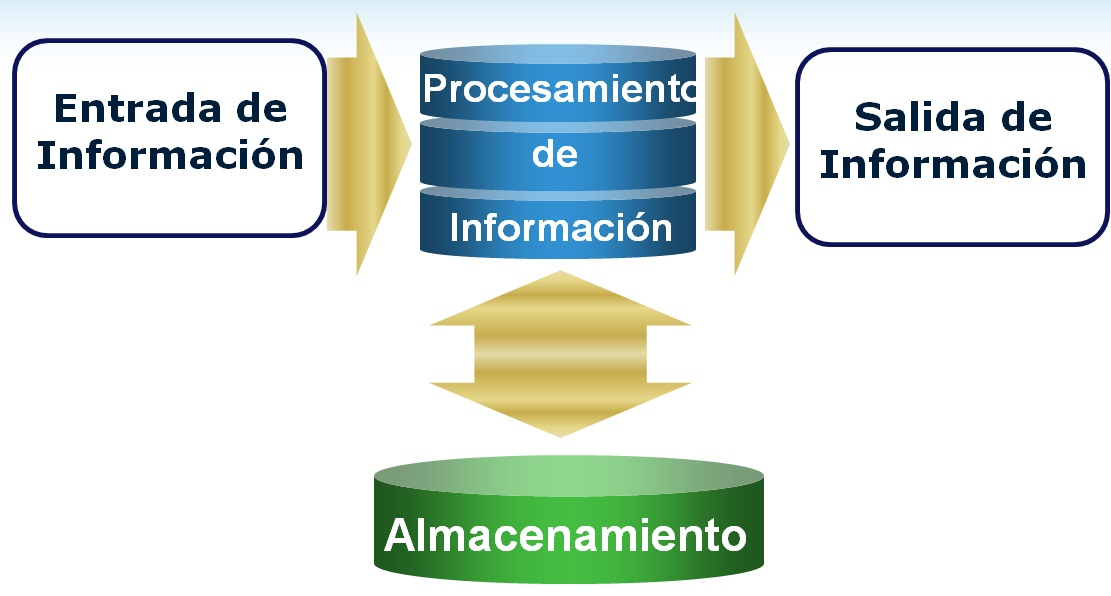 Entrada de
Información
Procesamiento
de
Información
Salida de
Información
Almacenamiento